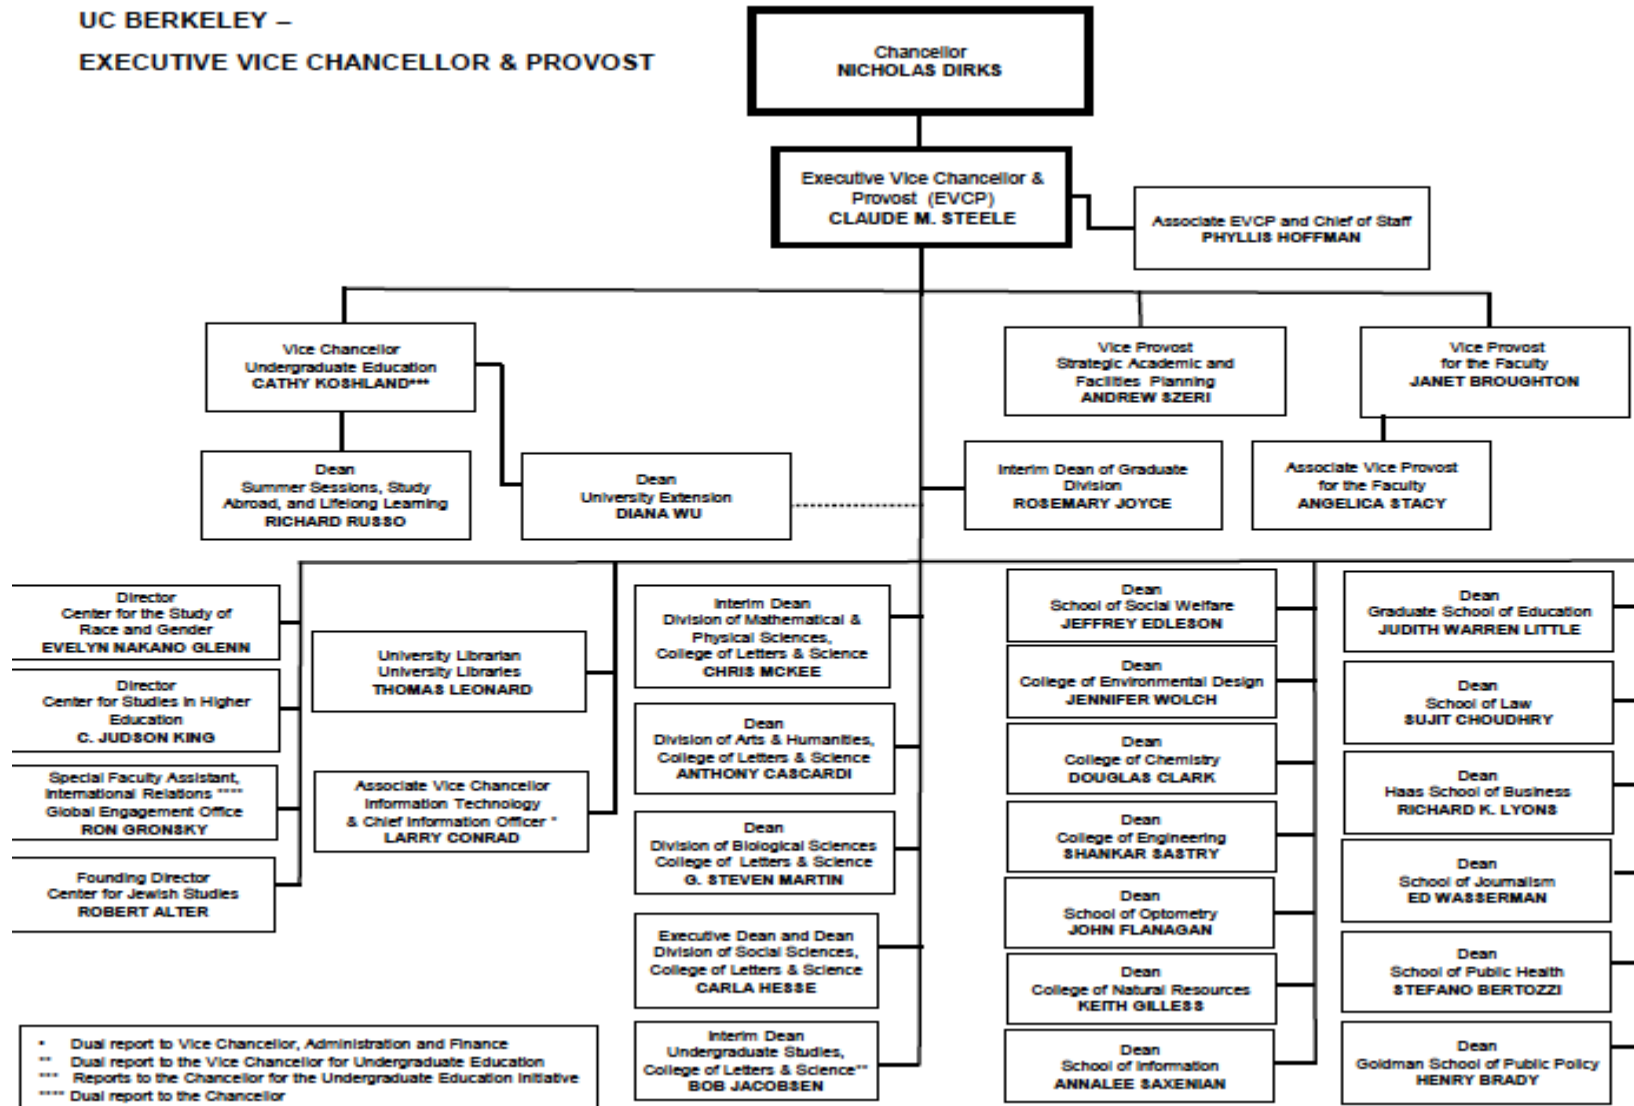 UC BERKELEY –
EXECUTIVE VICE CHANCELLOR & PROVOST
Chancellor
NICHOLAS DIRKS
Executive Vice Chancellor &
Provost (EVCP)
CLAUDE M. STEELE
Associate EVCP and Chief of Staff
PHYLLIS HOFFMAN
Vice Chancellor
Undergraduate Education
CATHY KOSHLAND***
Vice Provost
Strategic Academic and
Facilities Planning
ANDREW SZERI
Vice Provost
for the Faculty
JANET BROUGHTON
Dean
Summer Sessions, Study
Abroad, and Lifelong Learning
RICHARD RUSSO
Dean
University Extension
DIANA WU
Interim Dean of Graduate
Division
ROSEMARY JOYCE
Associate Vice Provost
for the Faculty
ANGELICA STACY
Director
Center for the Study of
Race and Gender
EVELYN NAKANO GLENN
Director
Center for Studies in Higher
Education
C. JUDSON KING
Special Faculty Assistant,
International Relations ****
Global Engagement Office
RON GRONSKY
Founding Director
Center for Jewish Studies
ROBERT ALTER
University Librarian
University Libraries
THOMAS LEONARD
Associate Vice Chancellor
Information Technology
& Chief Information Officer *
LARRY CONRAD
Interim Dean
Division of Mathematical &
Physical Sciences,
College of Letters & Science
CHRIS MCKEE
Dean
Division of Arts & Humanities,
College of Letters & Science
ANTHONY CASCARDI
Dean
Division of Biological Sciences
College of Letters & Science
G. STEVEN MARTIN
Executive Dean and Dean
Division of Social Sciences,
College of Letters & Science
CARLA HESSE
Interim Dean
Undergraduate Studies,
College of Letters & Science**
BOB JACOBSEN
Dean
School of Social Welfare
JEFFREY EDLESON
Dean
College of Environmental Design
JENNIFER WOLCH
Dean
College of Chemistry
DOUGLAS CLARK
Dean
College of Engineering
SHANKAR SASTRY
Dean
School of Optometry
JOHN FLANAGAN
Dean
College of Natural Resources
KEITH GILLESS
Dean
School of Information
ANNALEE SAXENIAN
Dean
Graduate School of Education
JUDITH WARREN LITTLE
Dean
School of Law
SUJIT CHOUDHRY
Dean
Haas School of Business
RICHARD K. LYONS
Dean
School of Journalism
ED WASSERMAN
Dean
School of Public Health
STEFANO BERTOZZI
Dean
Goldman School of Public Policy
HENRY BRADY
* Dual report to Vice Chancellor, Administration and Finance
** Dual report to the Vice Chancellor for Undergraduate Education
*** Reports to the Chancellor for the Undergraduate Education Initiative
**** Dual report to the Chancellor